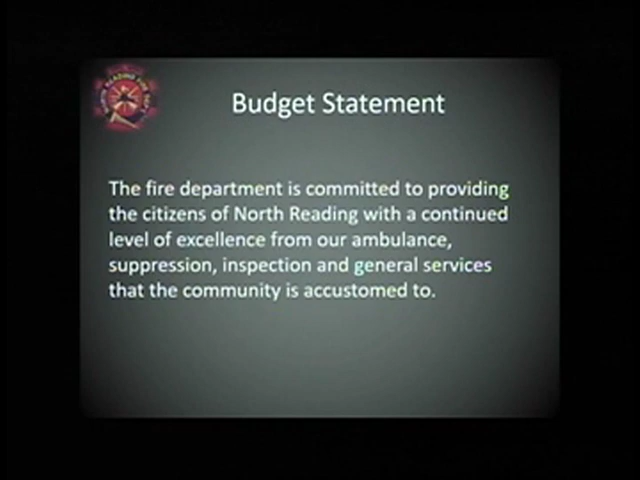 Budget Statement
The fire department is committed to providing
the citizens of North Reading with a continued
level of excellence from our ambulance,
suppression, inspection and general services
that the community is accustomed to.